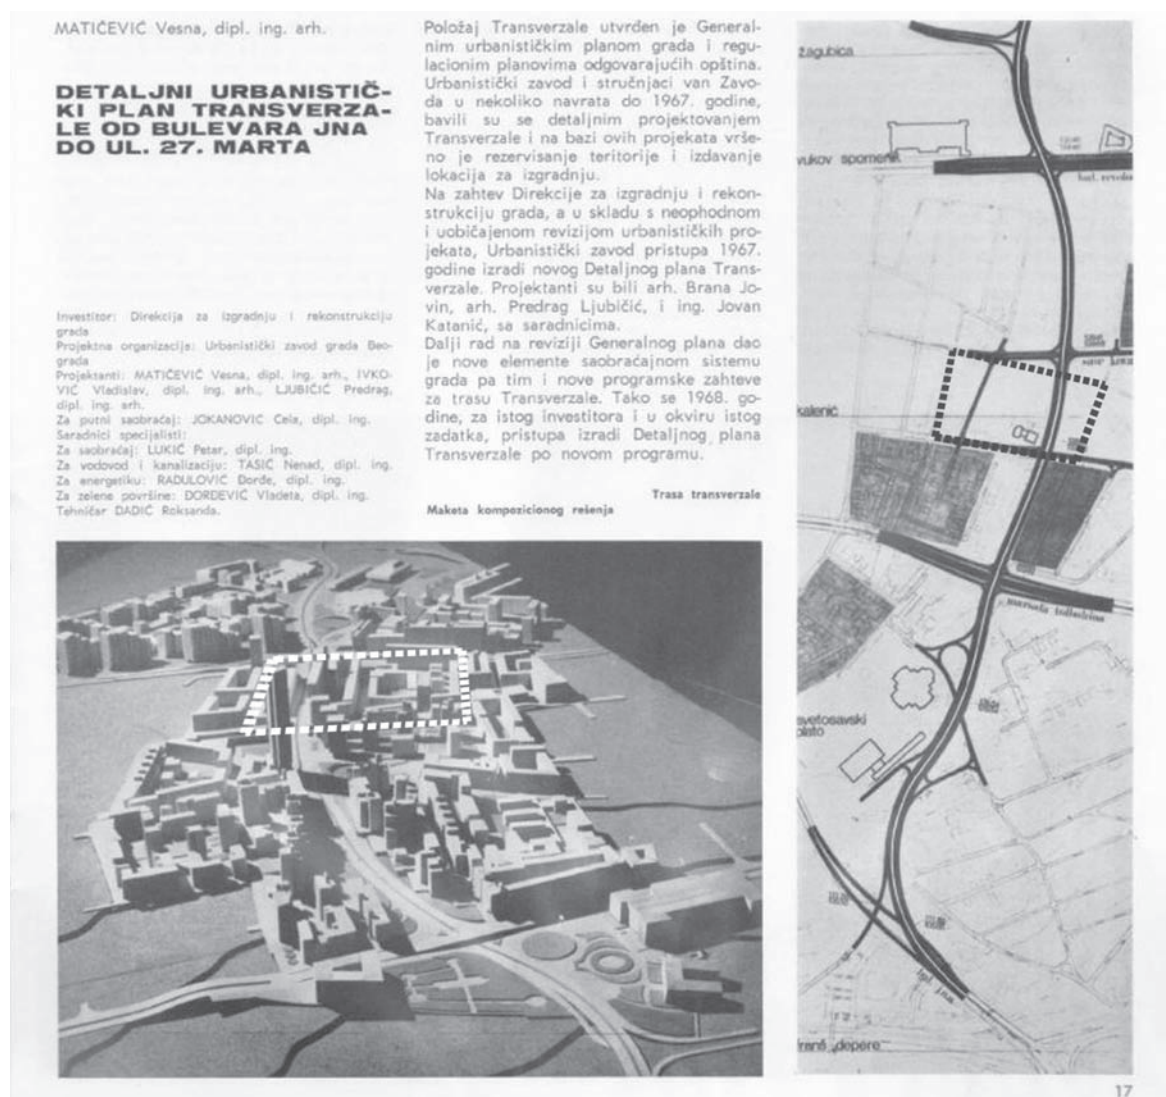 MATIČEVIĆ Vesna, dipl. ing. arh.
DETALJNI URBANISTIČ-
KI PLAN TRANSVERZA-
LE OD BULEVARA JNA
DO UL. 27. MARTA
Investitor: Direkcija za izgradnju i rekonstrukciju
grada
Projektna organizacija: Urbanistički zavod grada Beo-
grada
Projektanti: MATIČEVIĆ Vesna, dipl. ing. arh., IVKO-
VIĆ Vladislav, dipl. ing. arh., LJUBIČIĆ Predrag,
dipl. ing. arh.
Za putni saobraćaj: JOKANOVIĆ Cela, dipl. ing.
Saradnici specijalisti:
Za saobraćaj: LUKIĆ Petar, dipl. ing.
Za vodovod i kanalizaciju: TASIĆ Nenad, dipl. ing.
Za energetiku: RADULOVIĆ Đorđe, dipl. ing.
Za zelene površine: ĐORĐEVIĆ Vladeta, dipl. ing.
Tehničar DADIĆ Roksanda.
Položaj Transverzale utvrđen je General-
nim urbanističkim planom grada i regu-
lacionim planovima odgovarajućih opština.
Urbanistički zavod i stručnjaci van Zavo-
da u nekoliko navrata do 1967. godine,
bavili su se detaljnim projektovanjem
Transverzale i na bazi ovih projekata vrše-
no je rezervisanje teritorije i izdavanje
lokacija za izgradnju.
Na zahtev Direkcije za izgradnju i rekon-
strukciju grada, a u skladu s neophodnom
i uobičajenom revizijom urbanističkih pro-
jekata, Urbanistički zavod pristupa 1967.
godine izradi novog Detaljnog plana Trans-
verzale. Projektanti su bili arh. Brana Jo-
vin, arh. Predrag Ljubičić, i ing. Jovan
Katanić, sa saradnicima.
Dalji rad na reviziji Generalnog plana dao
je nove elemente saobraćajnom sistemu
grada pa tim i nove programske zahteve
za trasu Transverzale. Tako se 1968. go-
dine, za istog investitora i u okviru istog
zadatka, pristupa izradi Detaljnog plana
Transverzale po novom programu.
Trasa transverzale
Maketa kompozicionog rešenja
žagubica
vukov spomenik
bul. revolu
kalenić
maršala tolbuhina
svetosavski
plato
bul. jna
franš „depere"
17